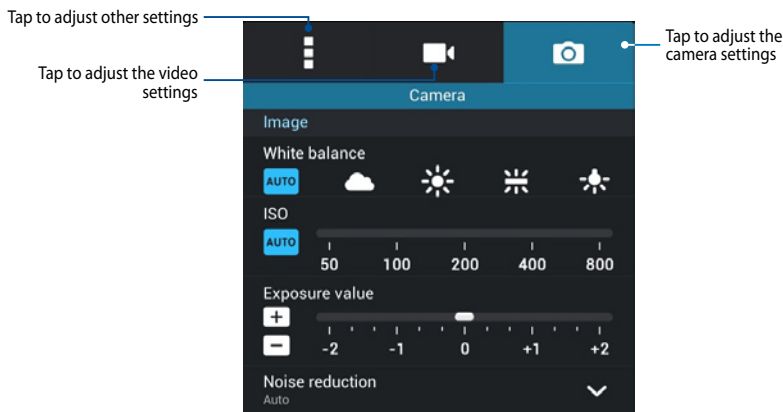 Tap to adjust other settings
Tap to adjust the video
settings
Tap to adjust the
camera settings
Camera
Image
White balance
AUTO
ISO
AUTO
50 100 200 400 800
Exposure value
+
−
-2 -1 0 +1 +2
Noise reduction
Auto